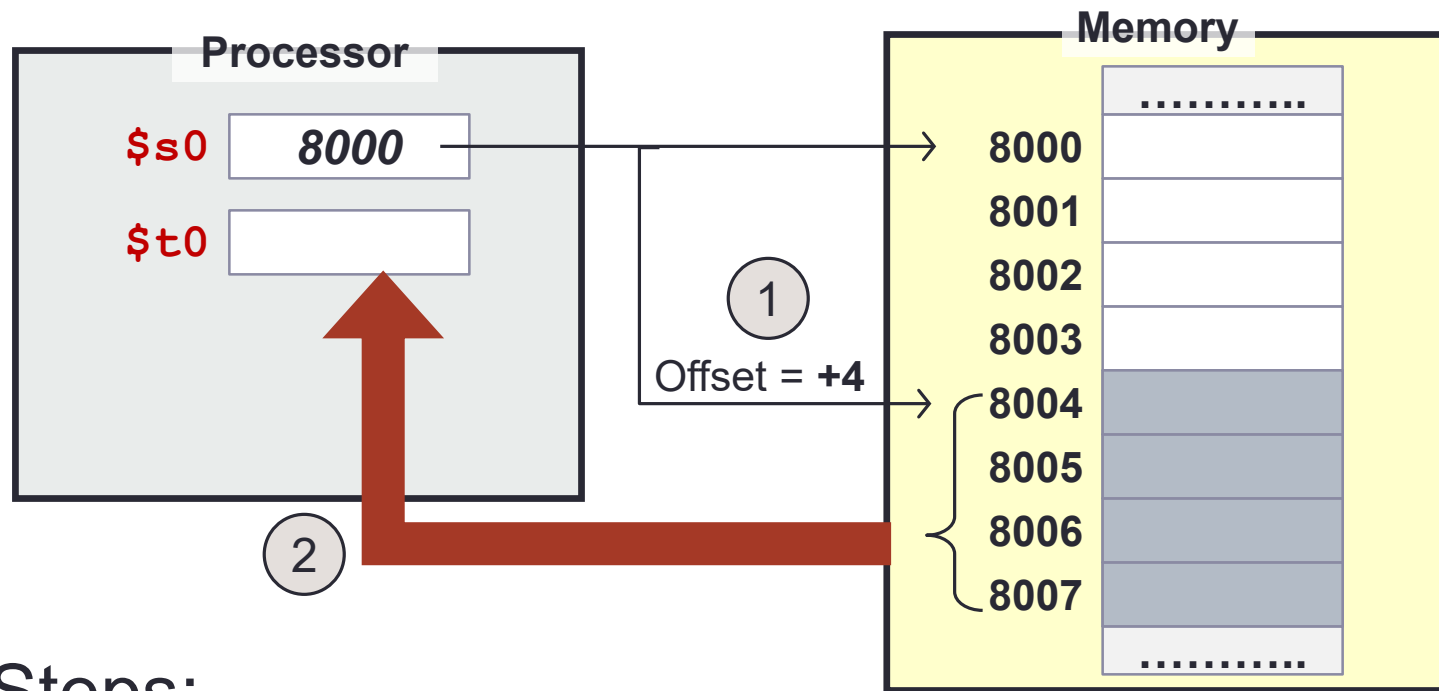 Processor
Memory
………..
$s0 8000
8000
$t0
8001
8002
1
8003
Offset = +4
8004
8005
2
8006
8007
………..
Steps: